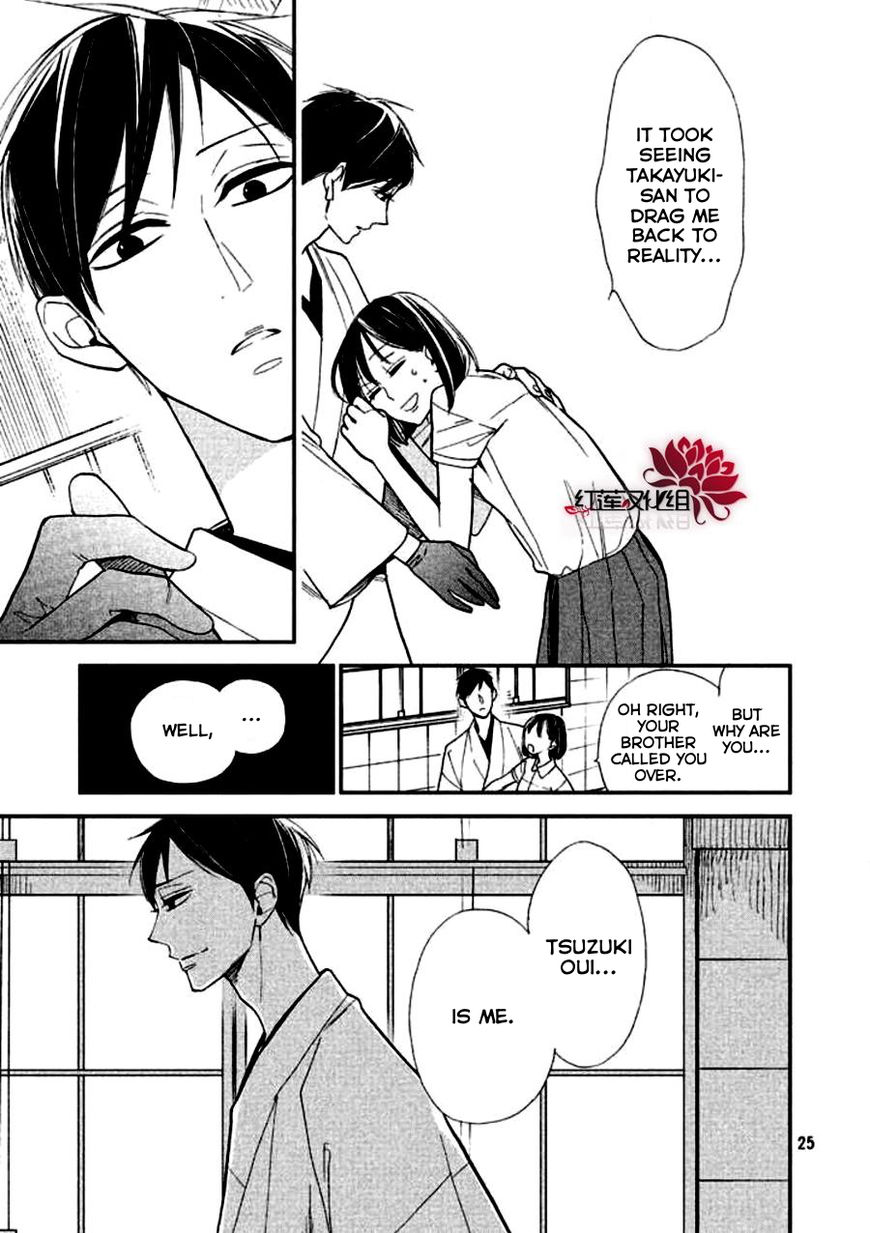 IT TOOK
SEEING
TAKAYUKI-
SAN TO
DRAG ME
BACK TO
REALITY...
红莲汉化组
BUT
WHY ARE
YOU...
OH RIGHT,
YOUR
BROTHER
CALLED YOU
OVER.
...
WELL,
TSUZUKI
OUI...
IS ME.
25